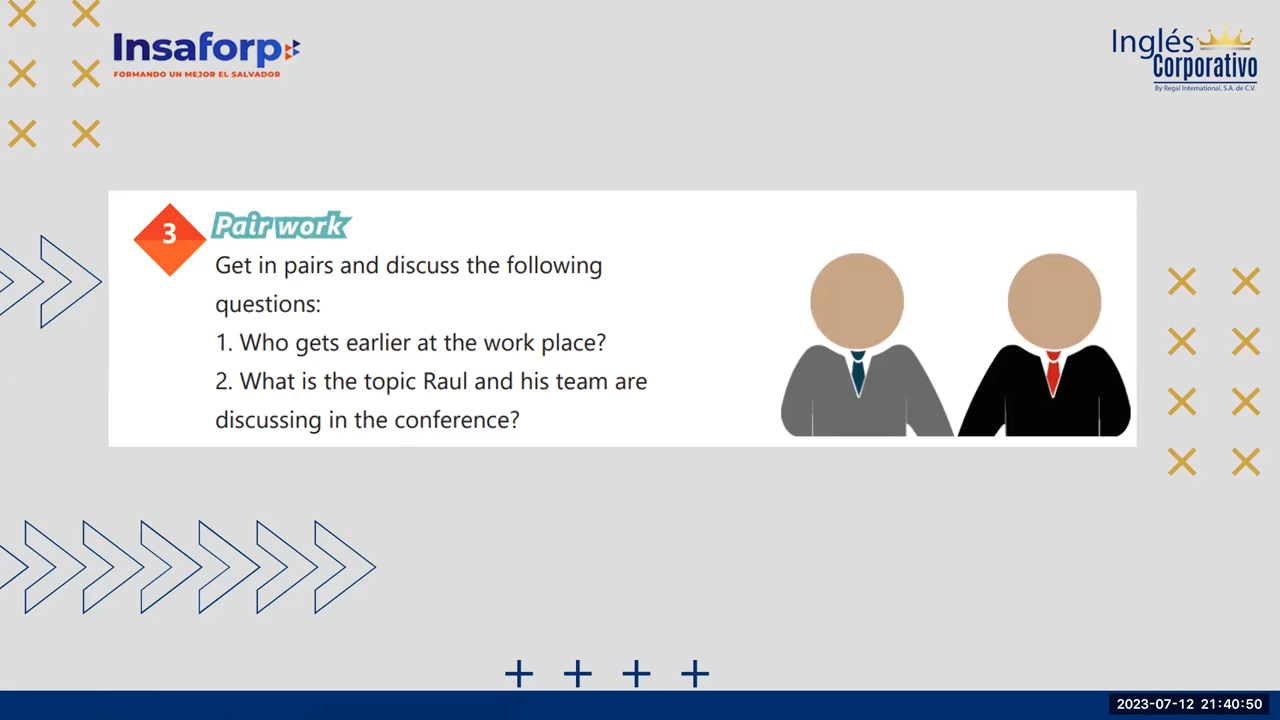 Insaforp
FORMANDO UN MEJOR EL SALVADOR
Inglés
Corporativo
By Regal International, S.A. de C.V.
3
Pair work
Get in pairs and discuss the following
questions:
1. Who gets earlier at the work place?
2. What is the topic Raul and his team are
discussing in the conference?
2023-07-12 21:40:50